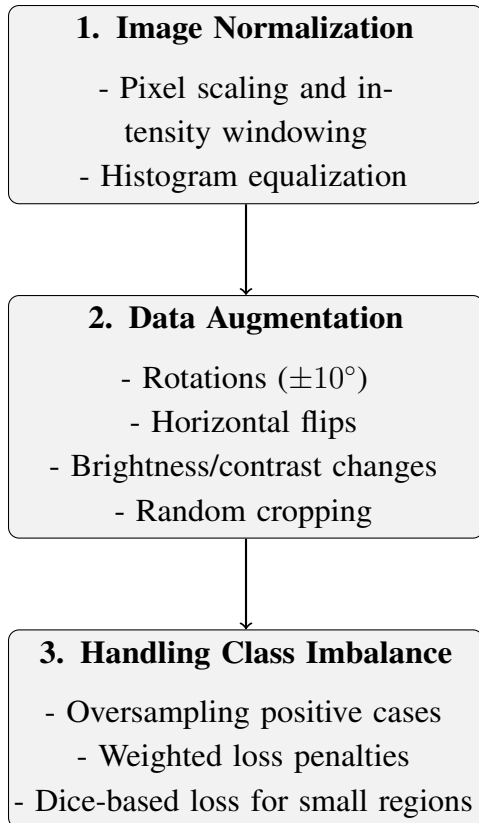 1. Image Normalization
- Pixel scaling and in-
tensity windowing
- Histogram equalization
2. Data Augmentation
- Rotations (±10°)
- Horizontal flips
- Brightness/contrast changes
- Random cropping
3. Handling Class Imbalance
- Oversampling positive cases
- Weighted loss penalties
- Dice-based loss for small regions